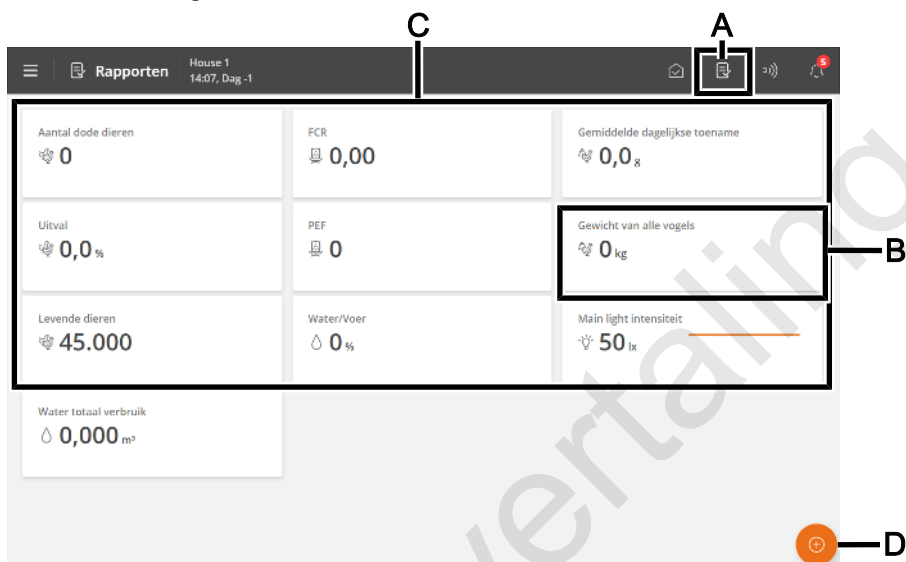 C
A
Rapporten
House 1
14:07, Dag -1
5
Aantal dode dieren
0
FCR
0,00
Gemiddelde dagelijkse toename
0,0 g
Uitval
0,0 %
PEF
0
Gewicht van alle vogels
0 kg
B
Levende dieren
45.000
Water/Voer
0 %
Main light intensiteit
50 lx
Water totaal verbruik
0,000 m³
D